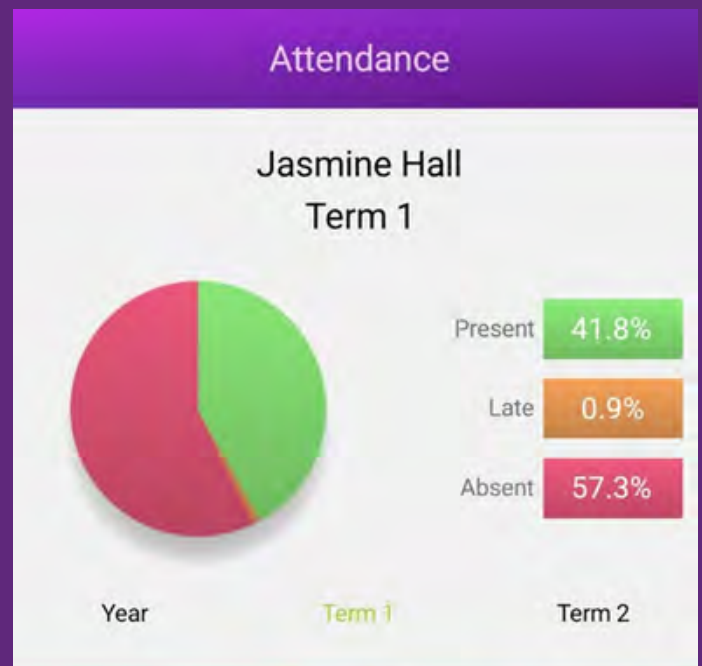 Attendance
Jasmine Hall
Term 1
Present 41.8%
Late 0.9%
Absent 57.3%
Year Term 1 Term 2